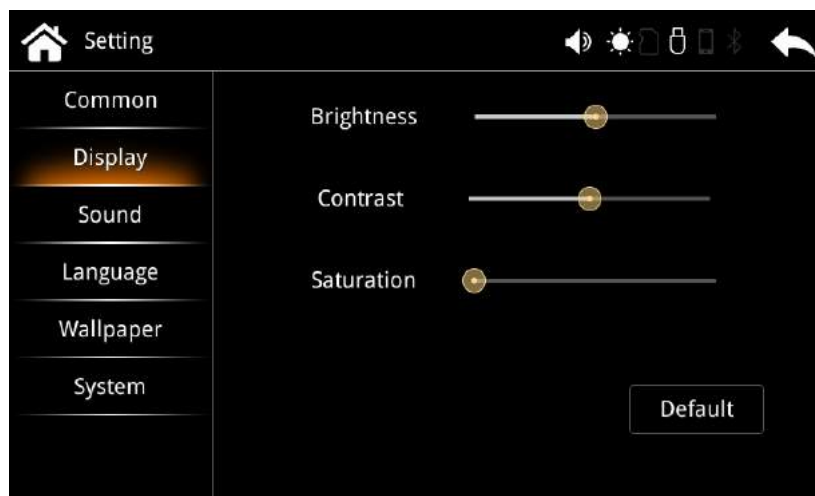 Setting
Common
Display
Sound
Language
Wallpaper
System
Brightness
Contrast
Saturation
Default